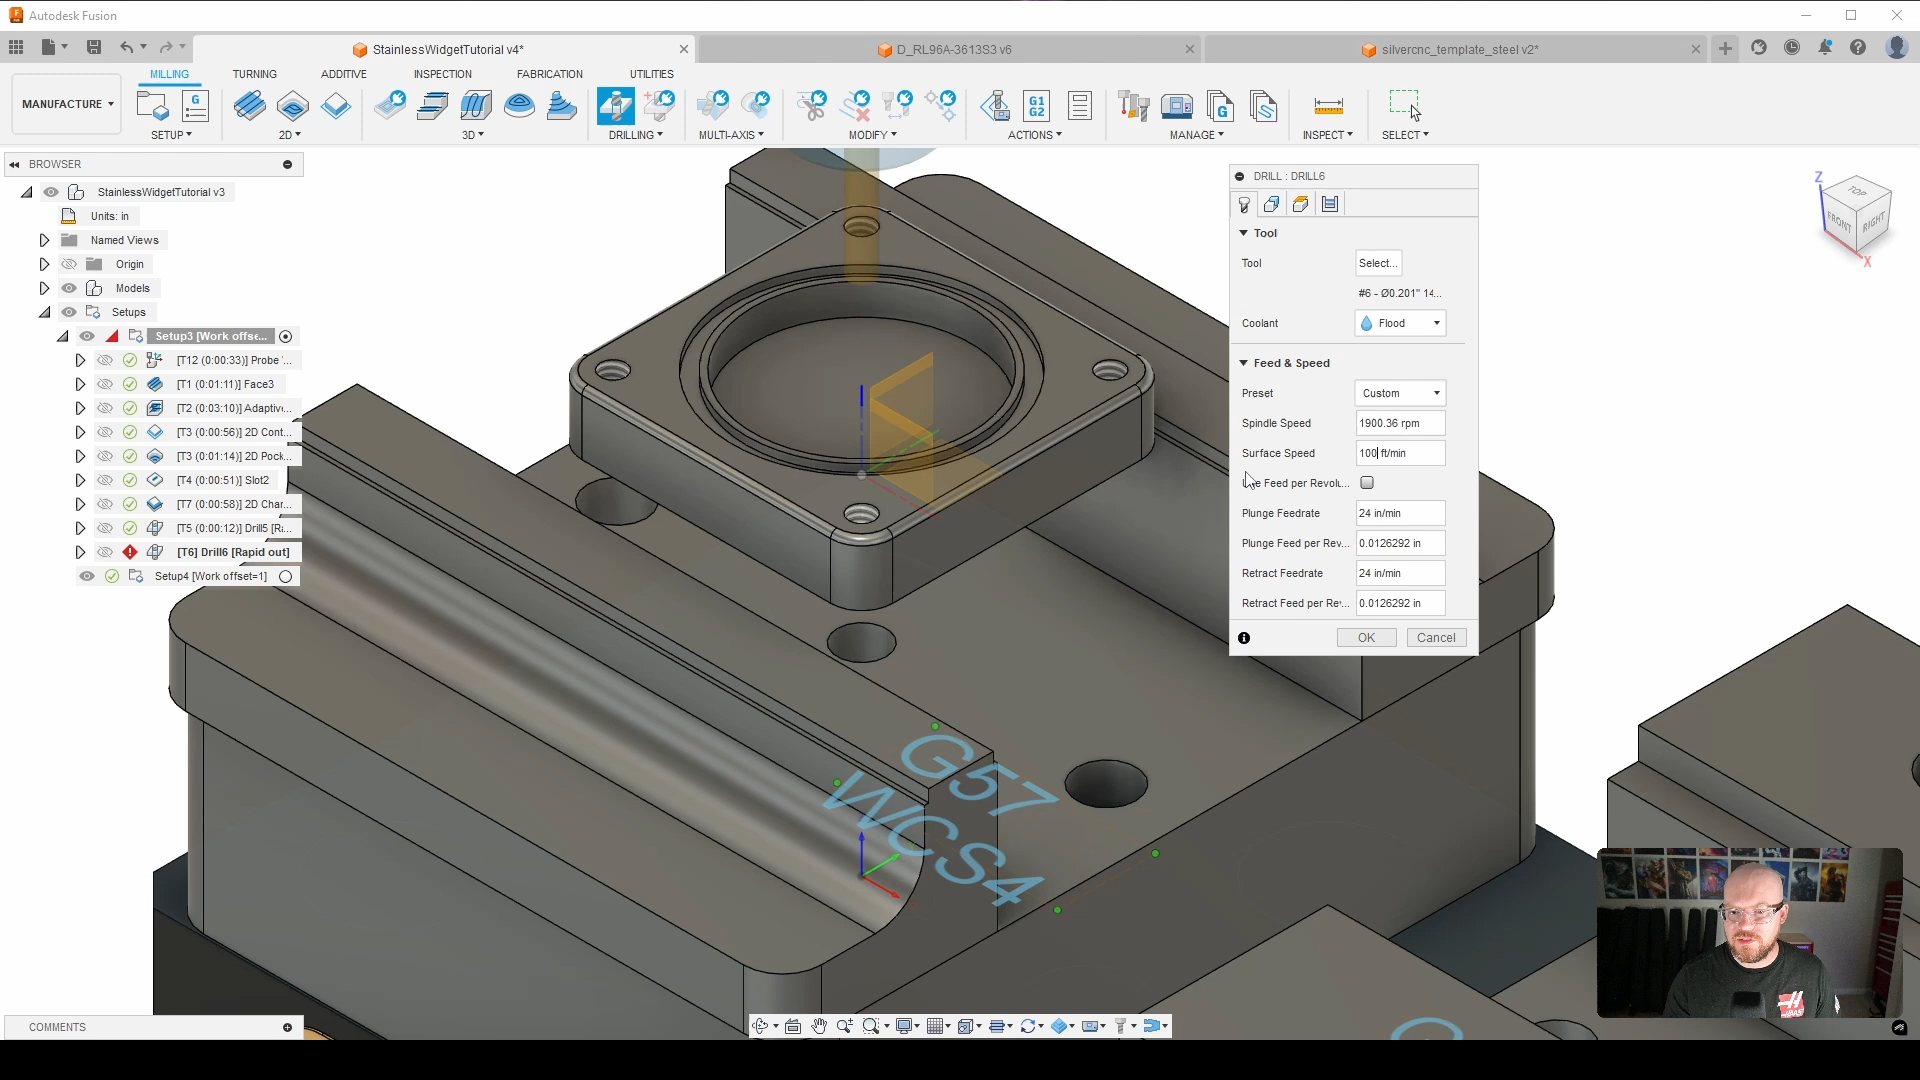 Autodesk Fusion
StainlessWidgetTutorial v4*
D_RL96A-3613S3 v6
silvercnc_template_steel v2*
MILLING
TURNING
ADDITIVE
INSPECTION
FABRICATION
UTILITIES
MANUFACTURE
G
G1
G2
G
SETUP
2D
3D
DRILLING
MULTI-AXIS
MODIFY
ACTIONS
MANAGE
INSPECT
SELECT
BROWSER
StainlessWidgetTutorial v3
Units: in
Named Views
Origin
Models
Setups
Setup3 [Work offse...
[T12 (0:00:33)] Probe '...
[T1 (0:01:11)] Face3
[T2 (0:03:10)] Adaptiv...
[T3 (0:00:56)] 2D Cont...
[T3 (0:01:14)] 2D Pock...
[T4 (0:00:51)] Slot2
[T7 (0:00:58)] 2D Char...
[T5 (0:00:12)] Drill5 [R...
[T6] Drill6 [Rapid out]
Setup4 [Work offset=1]
DRILL : DRILL6
Tool
Tool
Select...
#6 - Ø0.201" 14...
Coolant
Flood
Feed & Speed
Preset
Custom
Spindle Speed
1900.36 rpm
Surface Speed
100 ft/min
Feed per Revolu...
Plunge Feedrate
24 in/min
Plunge Feed per Rev...
0.0126292 in
Retract Feedrate
24 in/min
Retract Feed per Re...
0.0126292 in
OK
Cancel
Z
TOP
FRONT
RIGHT
X
G57
WCS4
COMMENTS